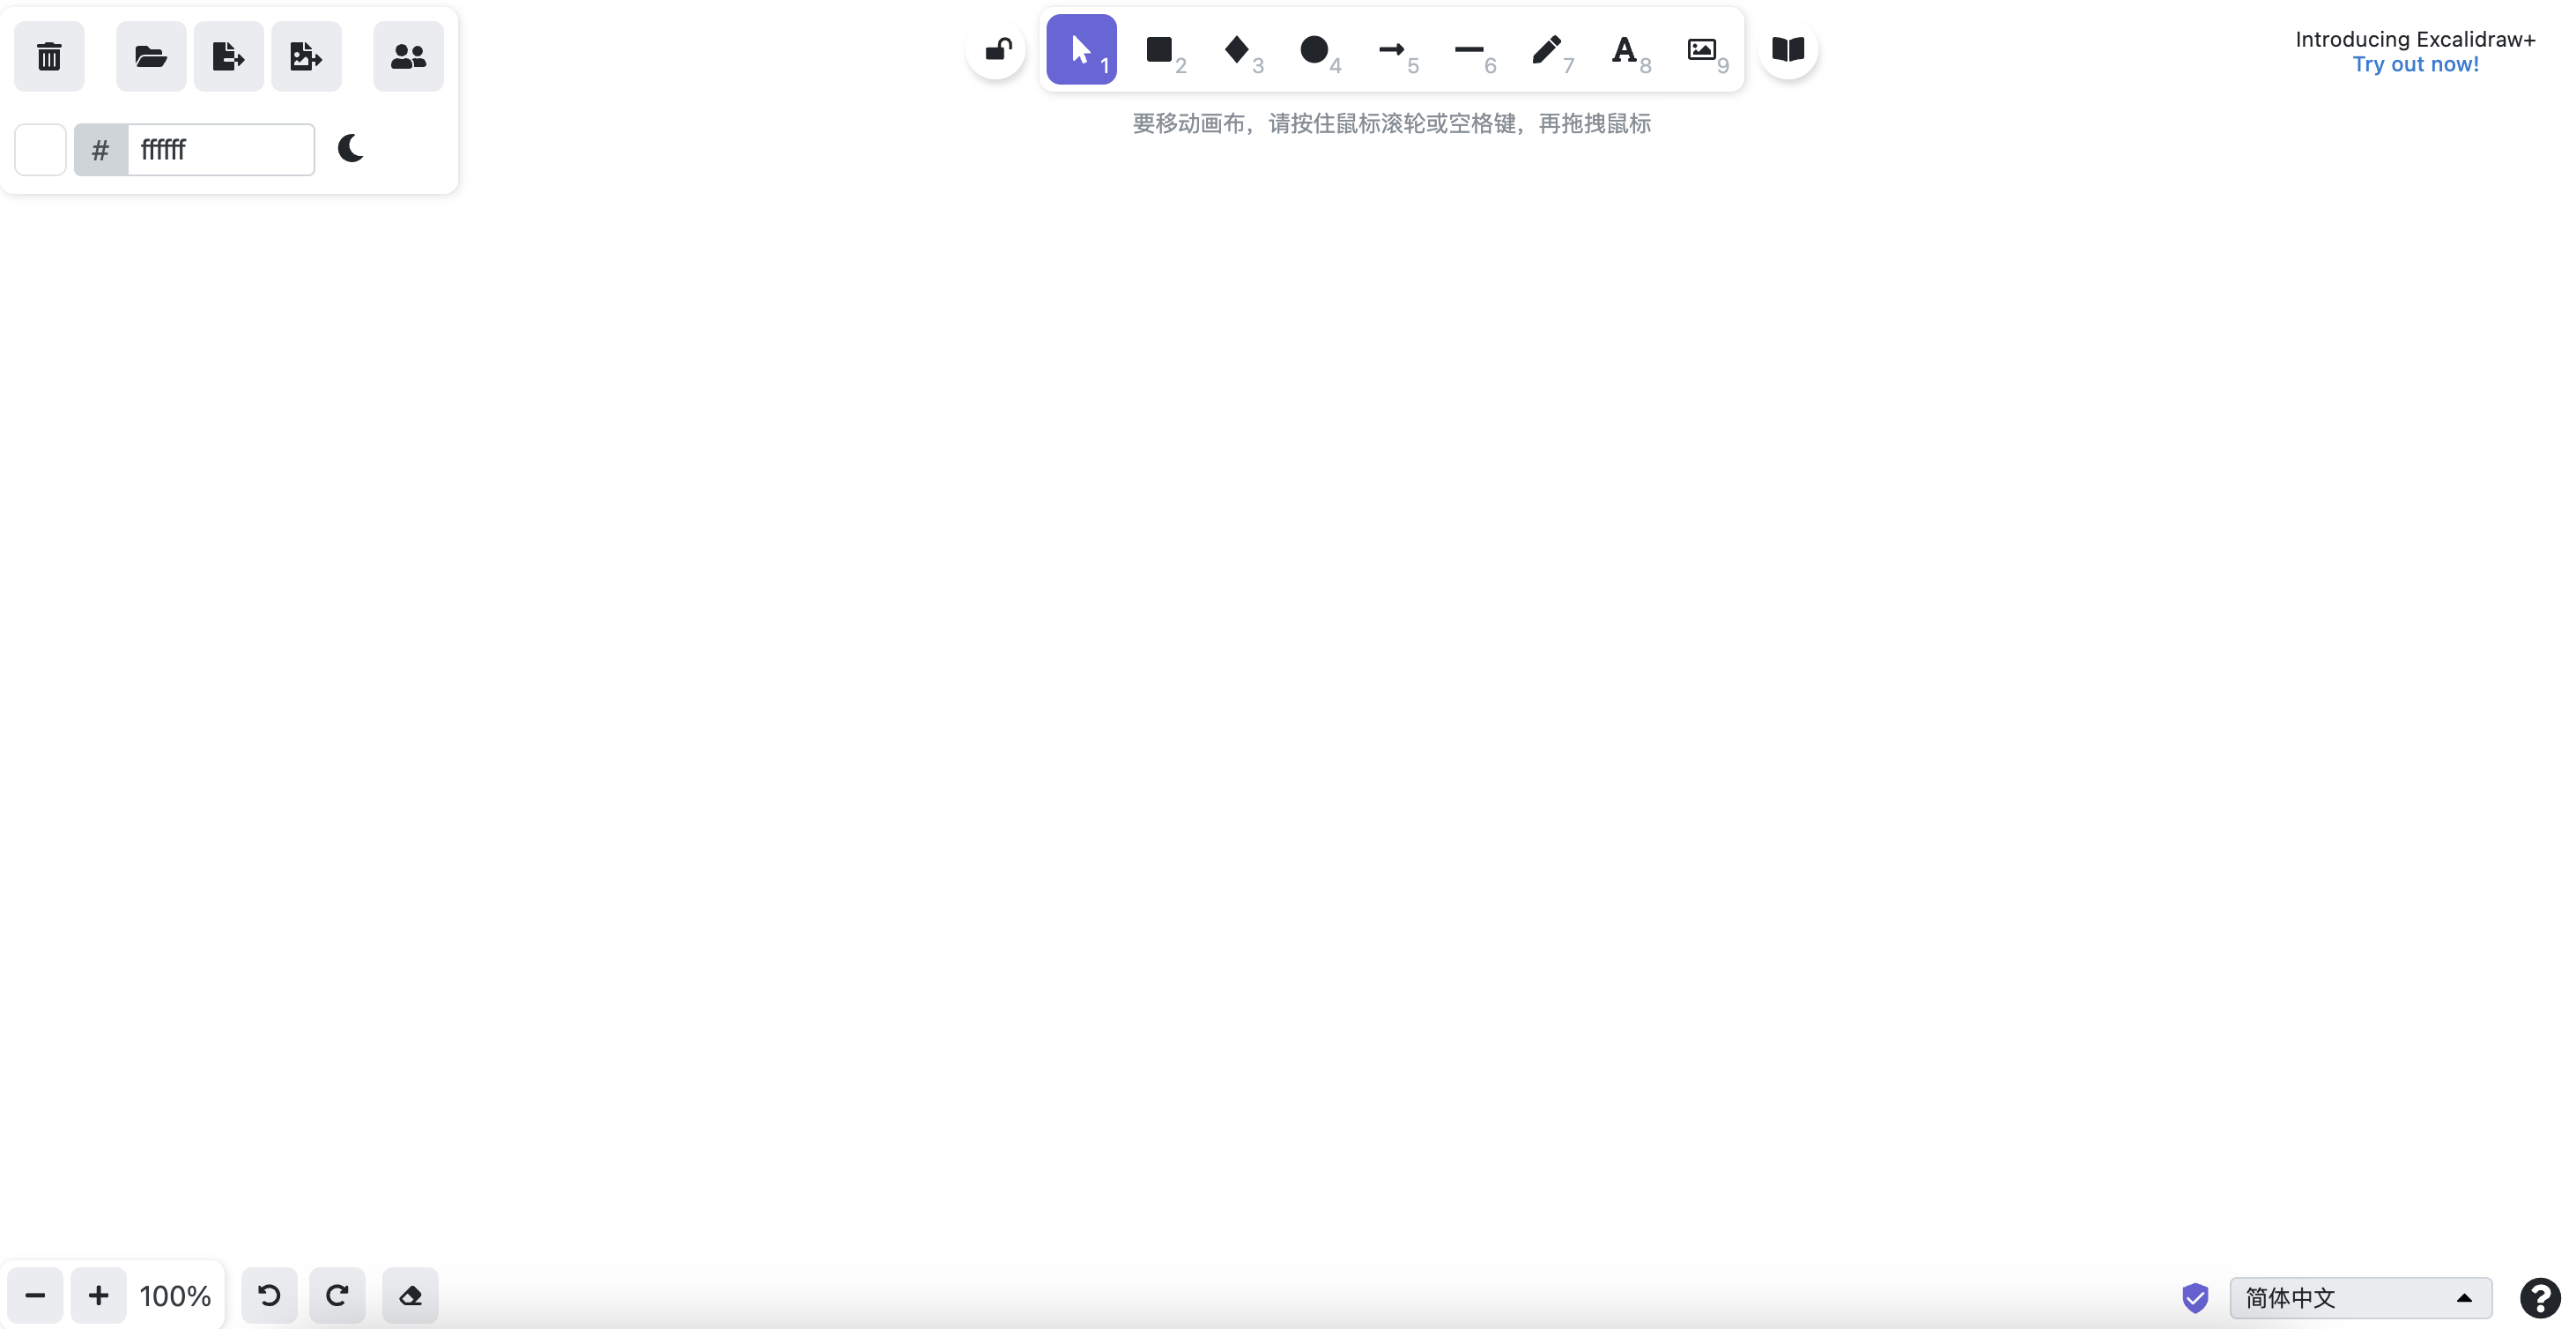 1 2 3 4 5 6 7 A 8 9
Introducing Excalidraw+
Try out now!
要移动画布，请按住鼠标滚轮或空格键，再拖拽鼠标
# ffffff
100%
简体中文
?